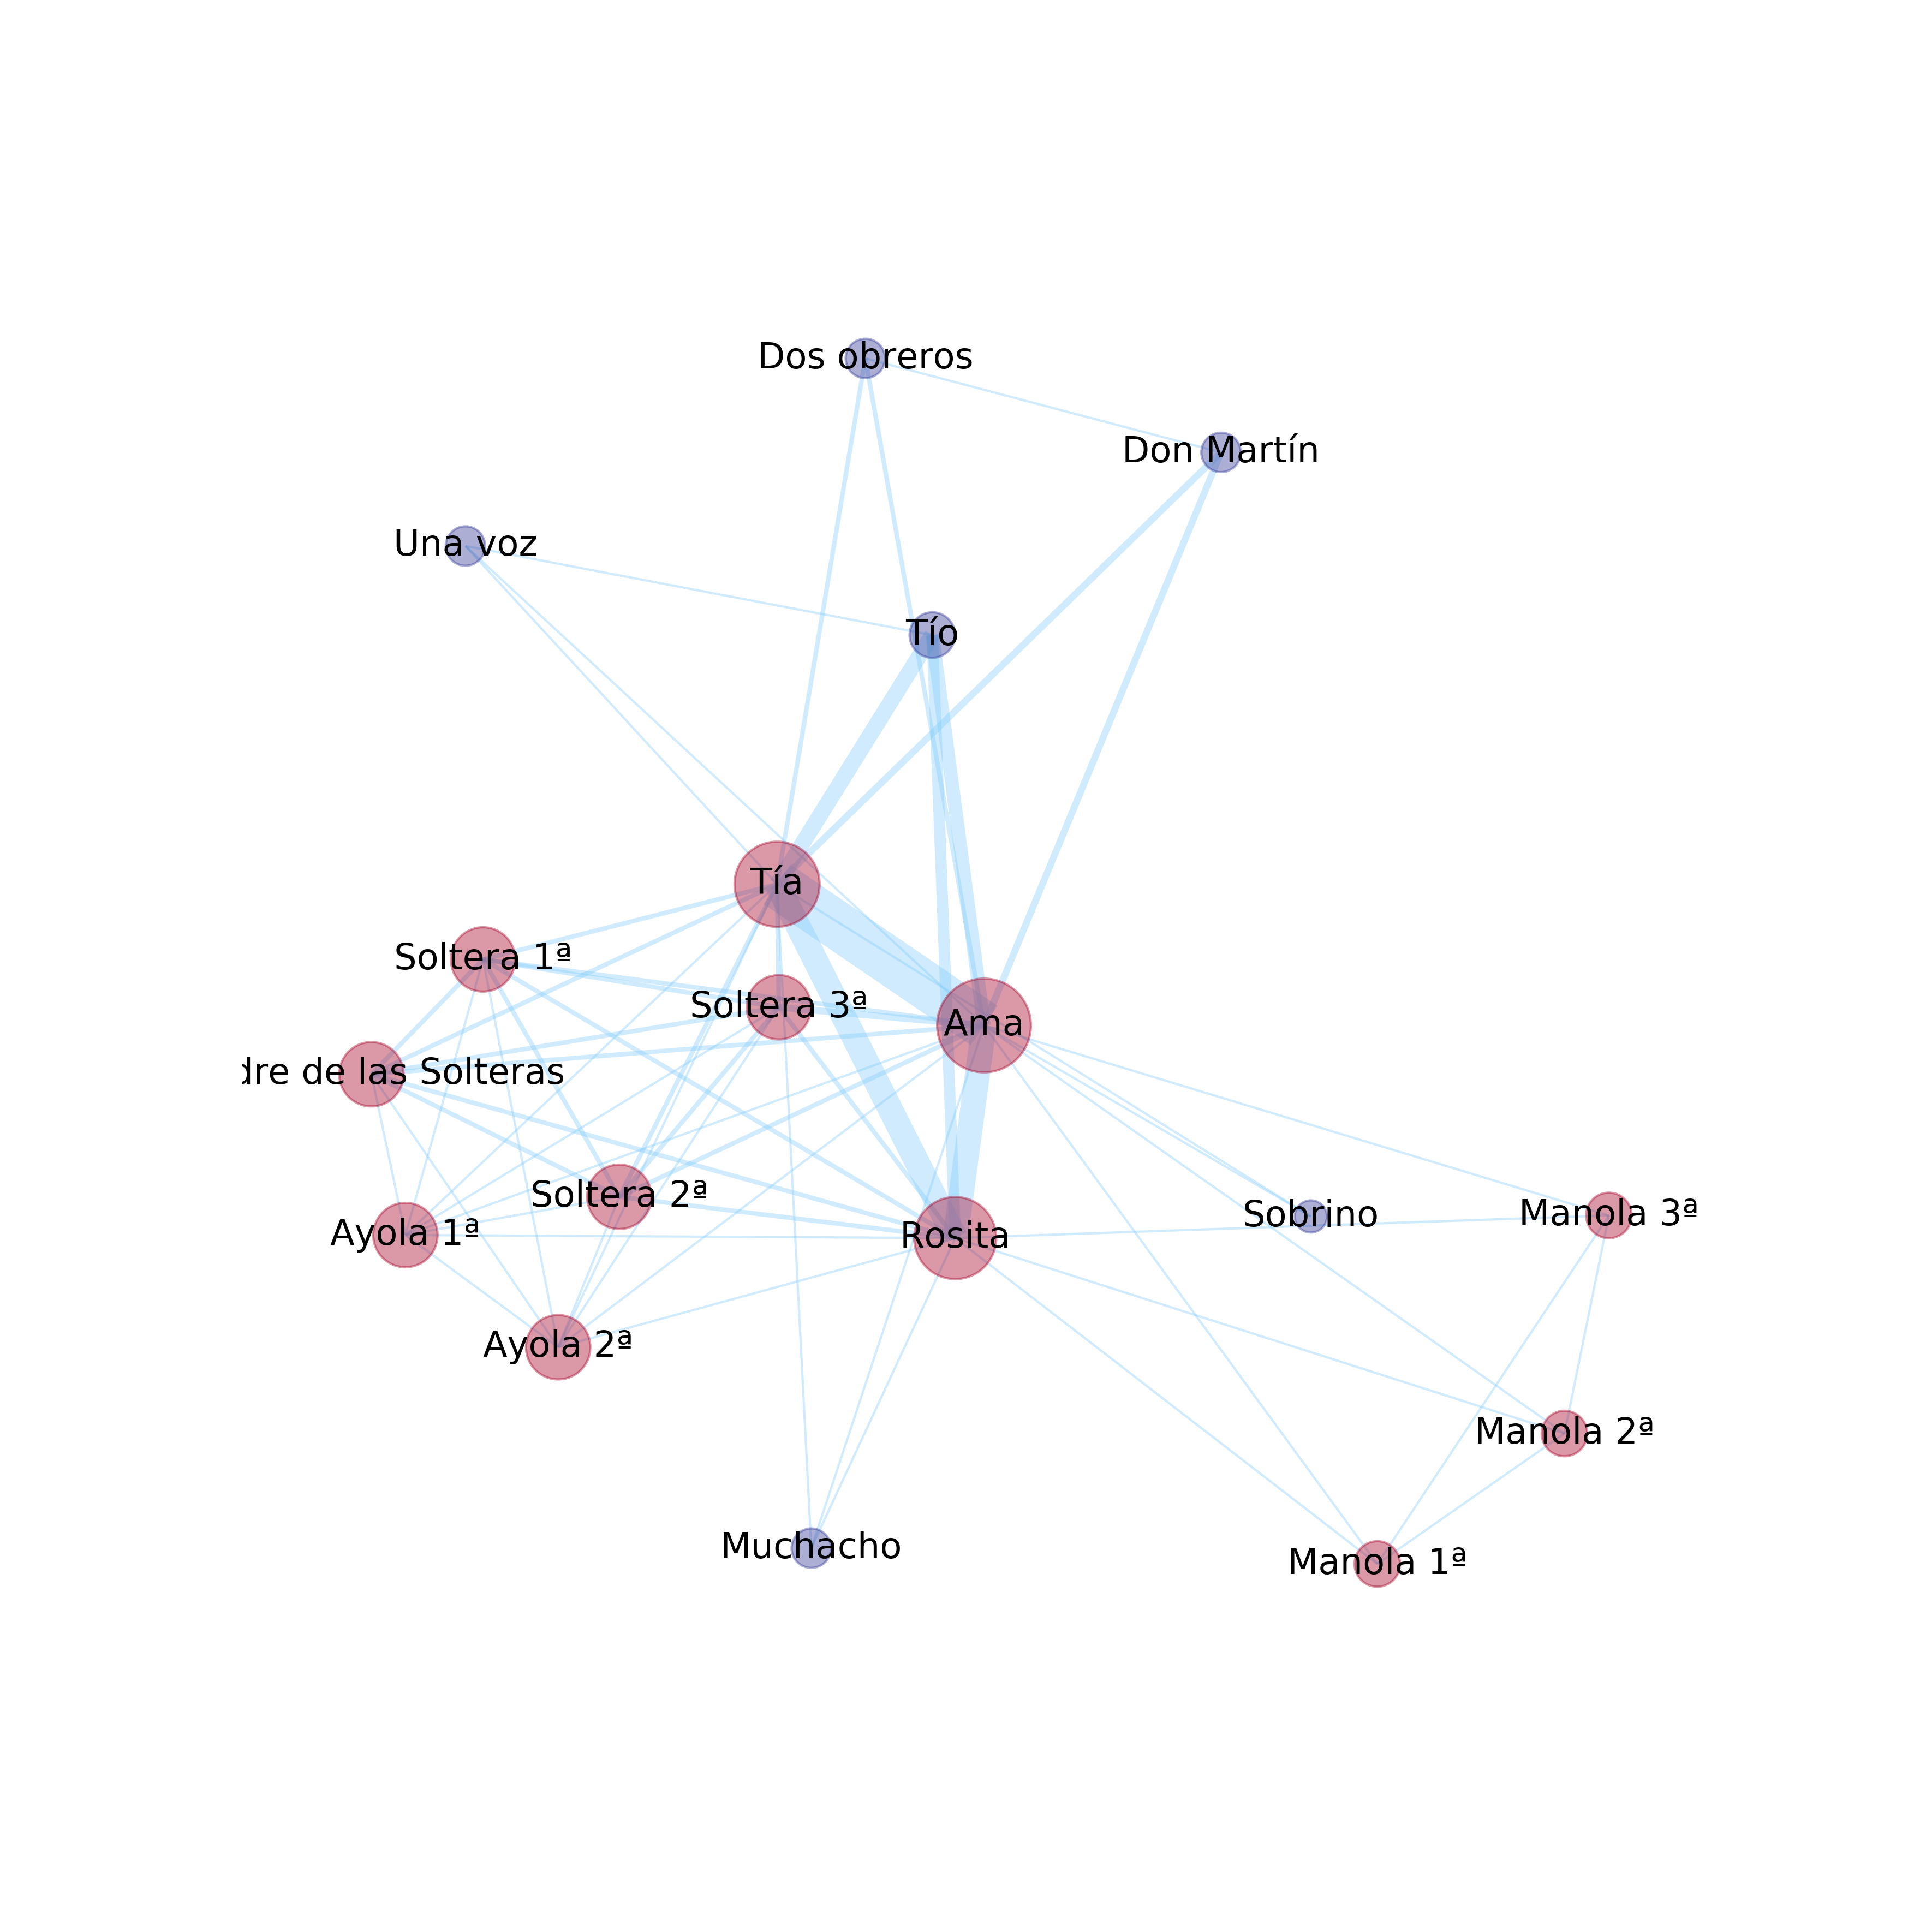 Dos obreros
Don Martín
Una voz
Tío
Tía
Soltera 1ª
Soltera 3ª
Ama
dre de las Solteras
Soltera 2ª
Sobrino
Manola 3ª
Ayola 1ª
Rosita
Ayola 2ª
Manola 2ª
Muchacho
Manola 1ª